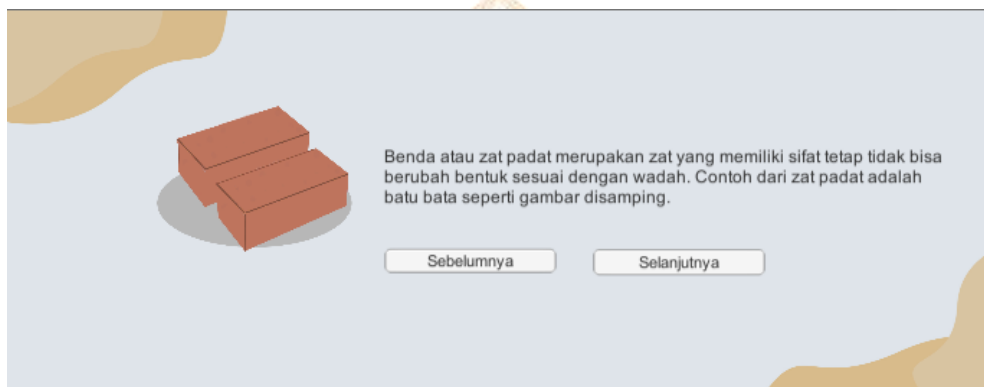 Benda atau zat padat merupakan zat yang memiliki sifat tetap tidak bisa
berubah bentuk sesuai dengan wadah. Contoh dari zat padat adalah
batu bata seperti gambar disamping.
Sebelumnya
Selanjutnya